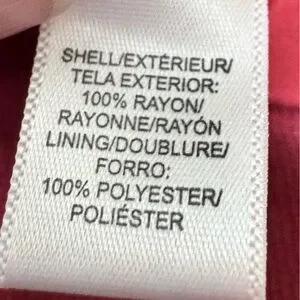 SHELL/EXTÉRIEUR/
TELA EXTERIOR:
100% RAYON/
RAYONNE/RAYÓN
LINING/DOUBLURE/
FORRO:
100% POLYESTER/
POLIÉSTER